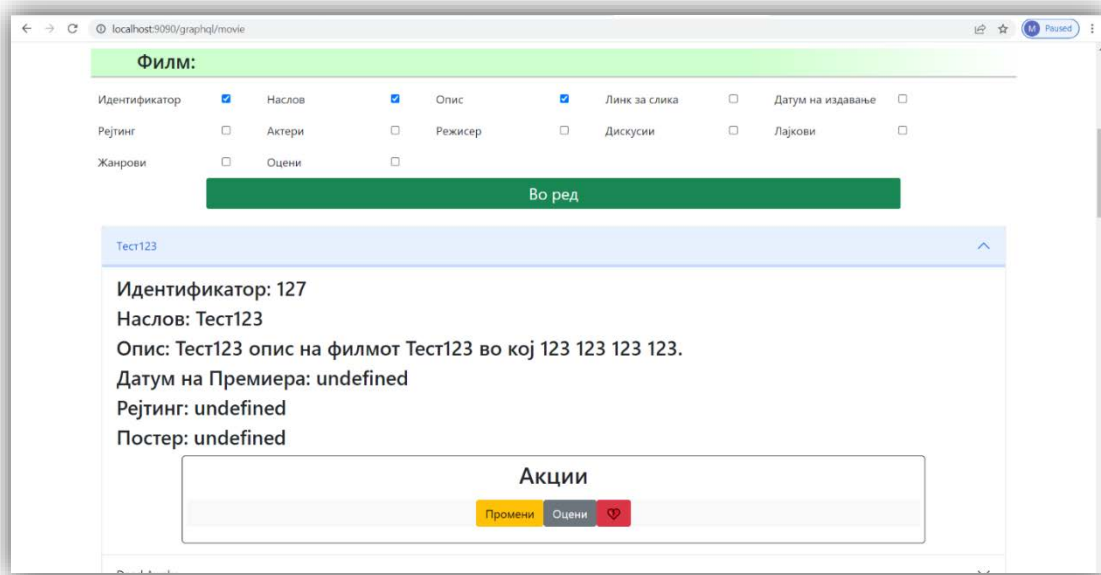 localhost:9090/graphql/movie
M Paused
Филм:
Идентификатор Наслов Опис Линк за слика Датум на издавање
Рејтинг Актери Режисер Дискусии Лајкови
Жанрови Оцени
Во ред
Тест123
Идентификатор: 127
Наслов: Тест123
Опис: Тест123 опис на филмот Тест123 во кој 123 123 123 123.
Датум на Премиера: undefined
Рејтинг: undefined
Постер: undefined
Акции
Промени Оцени